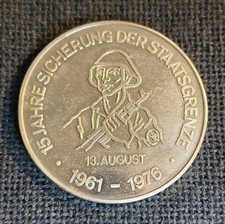 15 JAHRE SICHERUNG DER STAATSGRENZE
13. AUGUST
· 1961 – 1976 ·